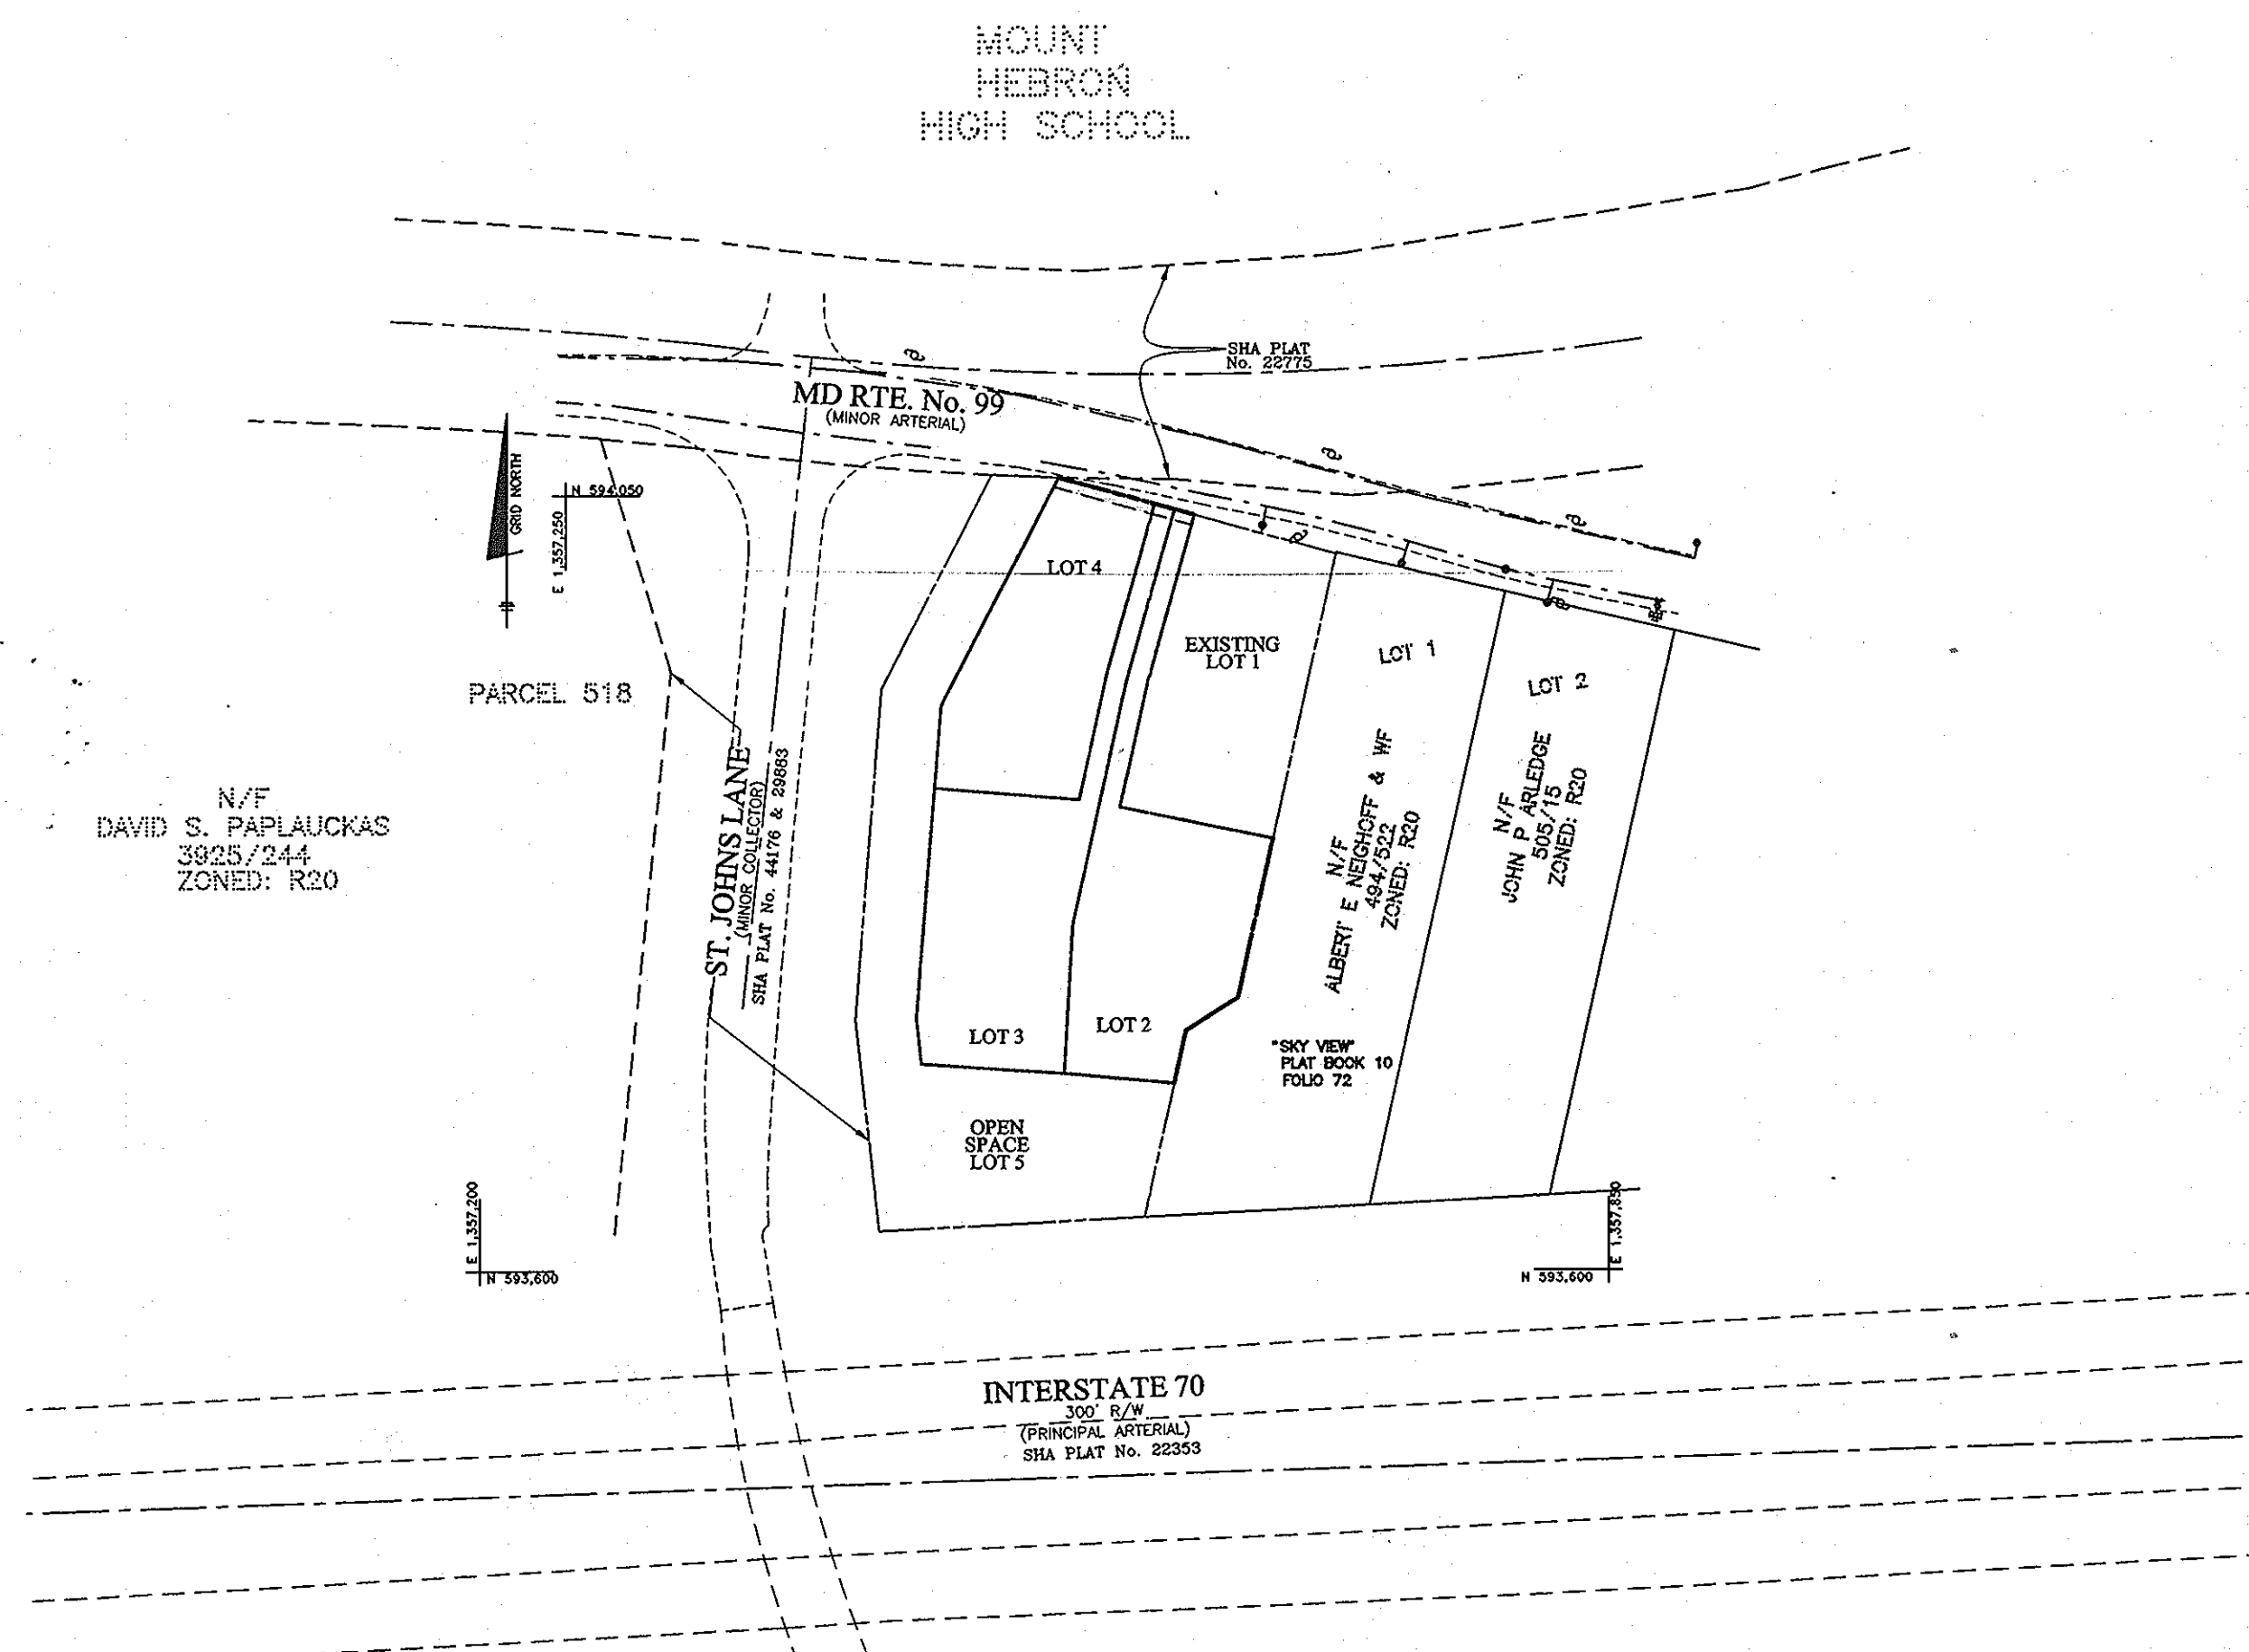 MOUNT
HEBRON
HIGH SCHOOL
SHA PLAT
No. 22775
MD RTE. No. 99
(MINOR ARTERIAL)
GRID NORTH
N 594,050
E 1,357,250
LOT 4
EXISTING
LOT 1
LOT 1
LOT 2
PARCEL 518
N/F
DAVID S. PAPLAUCKAS
3925/244
ZONED: R20
ST. JOHNS LANE
(MINOR COLLECTOR)
SHA PLAT No. 44176 & 29883
N/F
ALBERT E NEIGHOFF & WF
494/522
ZONED: R20
N/F
JOHN P ARLEDGE
505/15
ZONED: R20
LOT 3
LOT 2
"SKY VIEW"
PLAT BOOK 10
FOLIO 72
OPEN
SPACE
LOT 5
E 1,357,200
N 593,600
E 1,357,850
N 593,600
INTERSTATE 70
300' R/W
(PRINCIPAL ARTERIAL)
SHA PLAT No. 22353